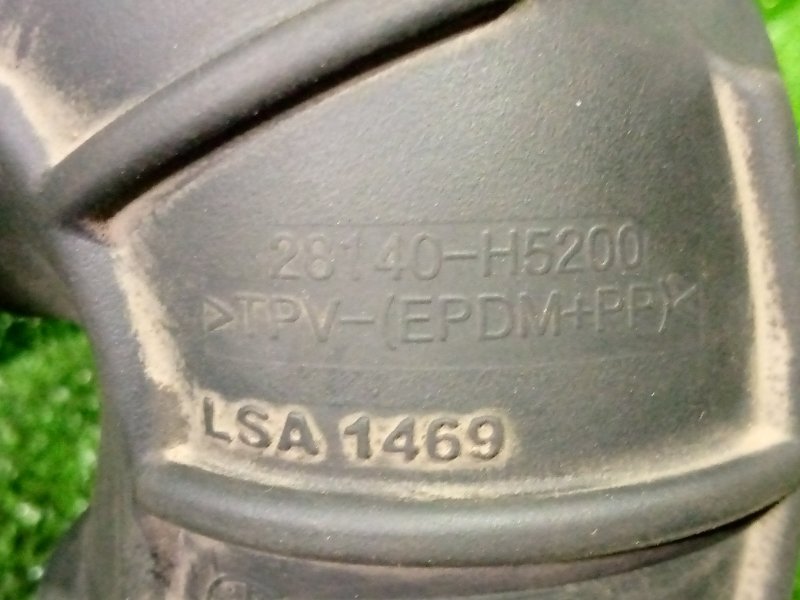 28140-H5200
>TPV-(EPDM+PP)<
LSA 1469